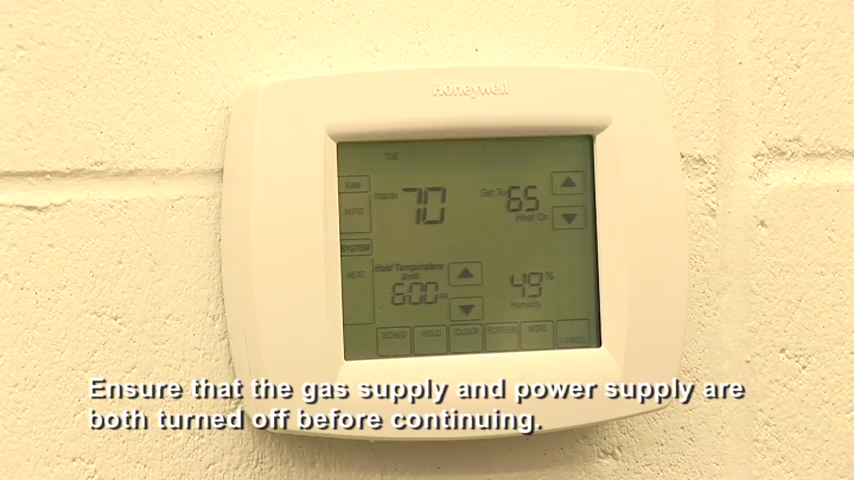 Honeywell
TUE
FAN
Inside 70 Set To 65
AUTO
Heat On
SYSTEM
HEAT
Hold Temperature
Until
6:00
49%
Humidity
SCHED HOLD CLOCK SCREEN MORE CANCEL
Ensure that the gas supply and power supply are
both turned off before continuing.